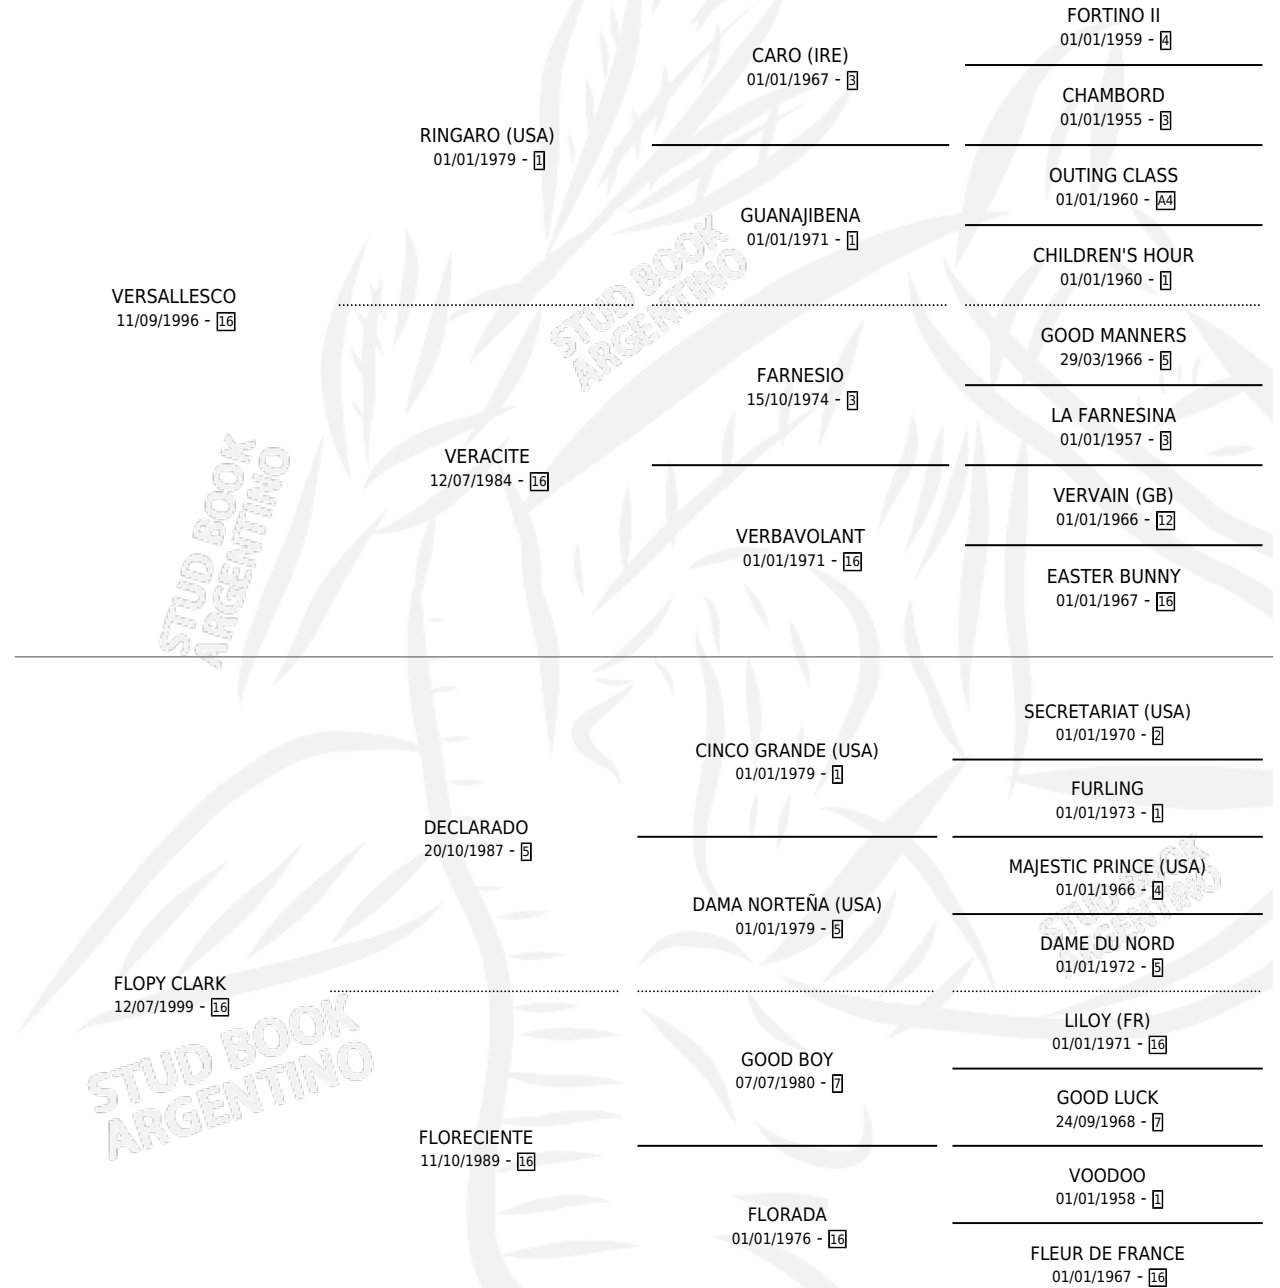 FORTINO II
01/01/1959 - 4
CARO (IRE)
01/01/1967 - 3
CHAMBORD
01/01/1955 - 3
RINGARO (USA)
01/01/1979 - 1
OUTING CLASS
01/01/1960 - A4
GUANAJIBENA
01/01/1971 - 1
CHILDREN'S HOUR
01/01/1960 - 1
VERSALLESCO
11/09/1996 - 16
GOOD MANNERS
29/03/1966 - 5
FARNESIO
15/10/1974 - 3
LA FARNESINA
01/01/1957 - 3
VERACITE
12/07/1984 - 16
VERVAIN (GB)
01/01/1966 - 12
VERBAVOLANT
01/01/1971 - 16
EASTER BUNNY
01/01/1967 - 16
STUD BOOK
ARGENTINO
STUD BOOK
ARGENTINO
SECRETARIAT (USA)
01/01/1970 - 2
CINCO GRANDE (USA)
01/01/1979 - 1
FURLING
01/01/1973 - 1
DECLARADO
20/10/1987 - 5
MAJESTIC PRINCE (USA)
01/01/1966 - 4
DAMA NORTEÑA (USA)
01/01/1979 - 5
DAME DU NORD
01/01/1972 - 5
STUD BOOK
ARGENTINO
FLOPY CLARK
12/07/1999 - 16
LILOY (FR)
01/01/1971 - 16
GOOD BOY
07/07/1980 - 7
GOOD LUCK
24/09/1968 - 7
STUD BOOK
ARGENTINO
FLORECIENTE
11/10/1989 - 16
VOODOO
01/01/1958 - 1
FLORADA
01/01/1976 - 16
FLEUR DE FRANCE
01/01/1967 - 16